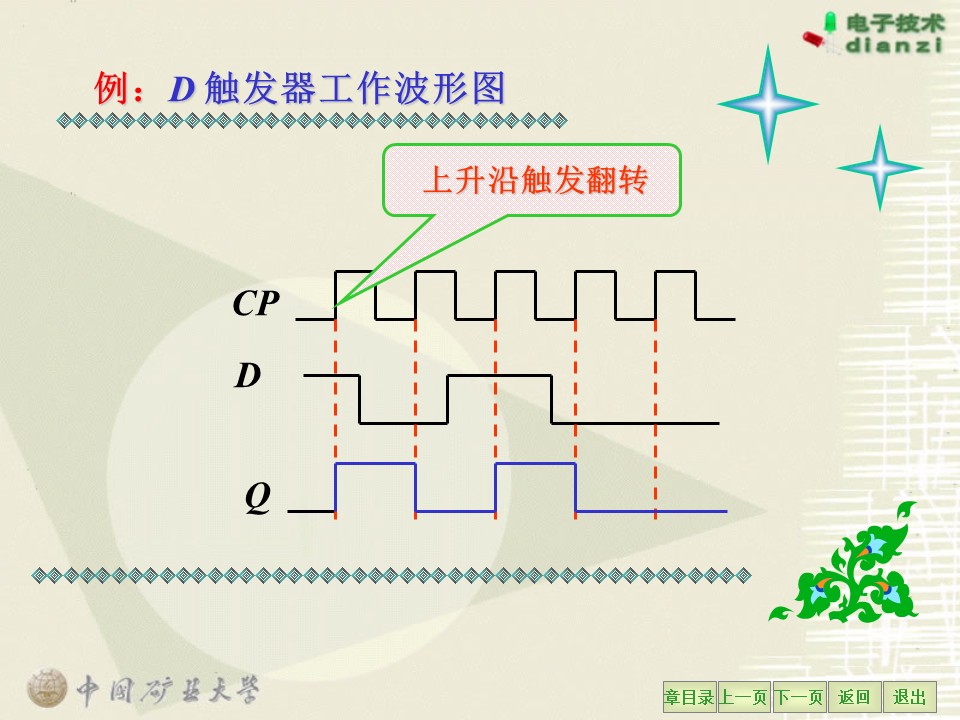 电子技术
dianzi
例：D 触发器工作波形图
上升沿触发翻转
CP
D
Q
中国矿业大学
章目录 上一页 下一页 返回 退出